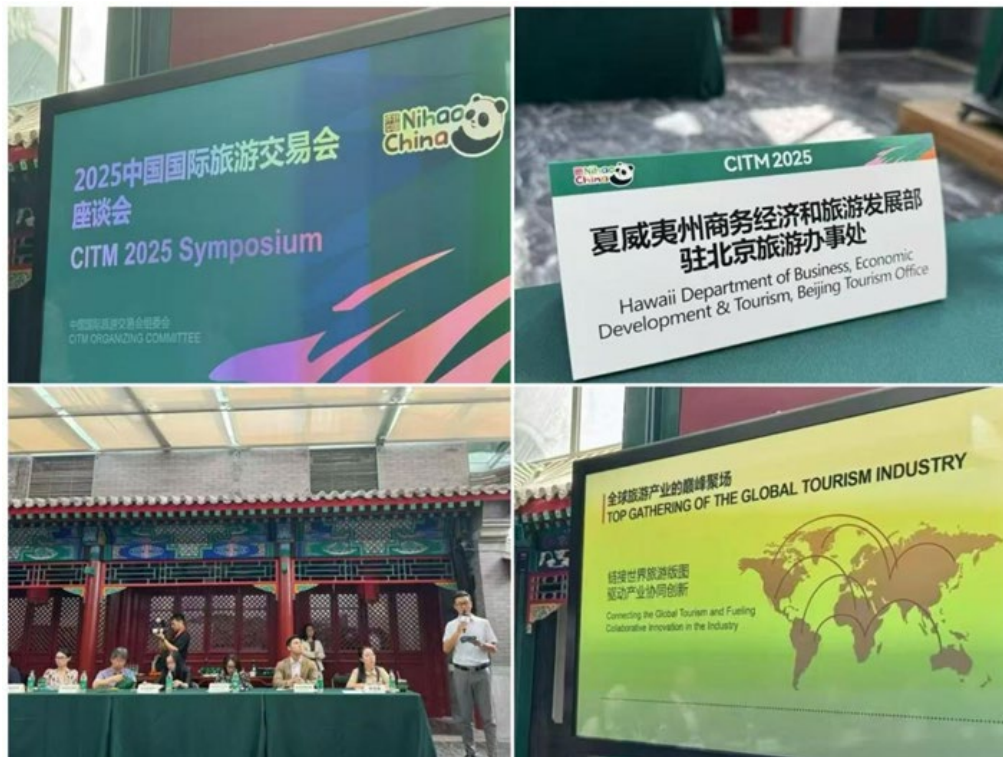 Nihao
China
2025中国国际旅游交易会
座谈会
CITM 2025 Symposium
中国国际旅游交易会组委会
CITM ORGANIZING COMMITTEE
Nihao
China
CITM 2025
夏威夷州商务经济和旅游发展部
驻北京旅游办事处
Hawaii Department of Business, Economic
Development & Tourism, Beijing Tourism Office
全球旅游产业的巅峰聚场
TOP GATHERING OF THE GLOBAL TOURISM INDUSTRY
链接世界旅游版图
驱动产业协同创新
Connecting the Global Tourism and Fueling
Collaborative Innovation in the Industry